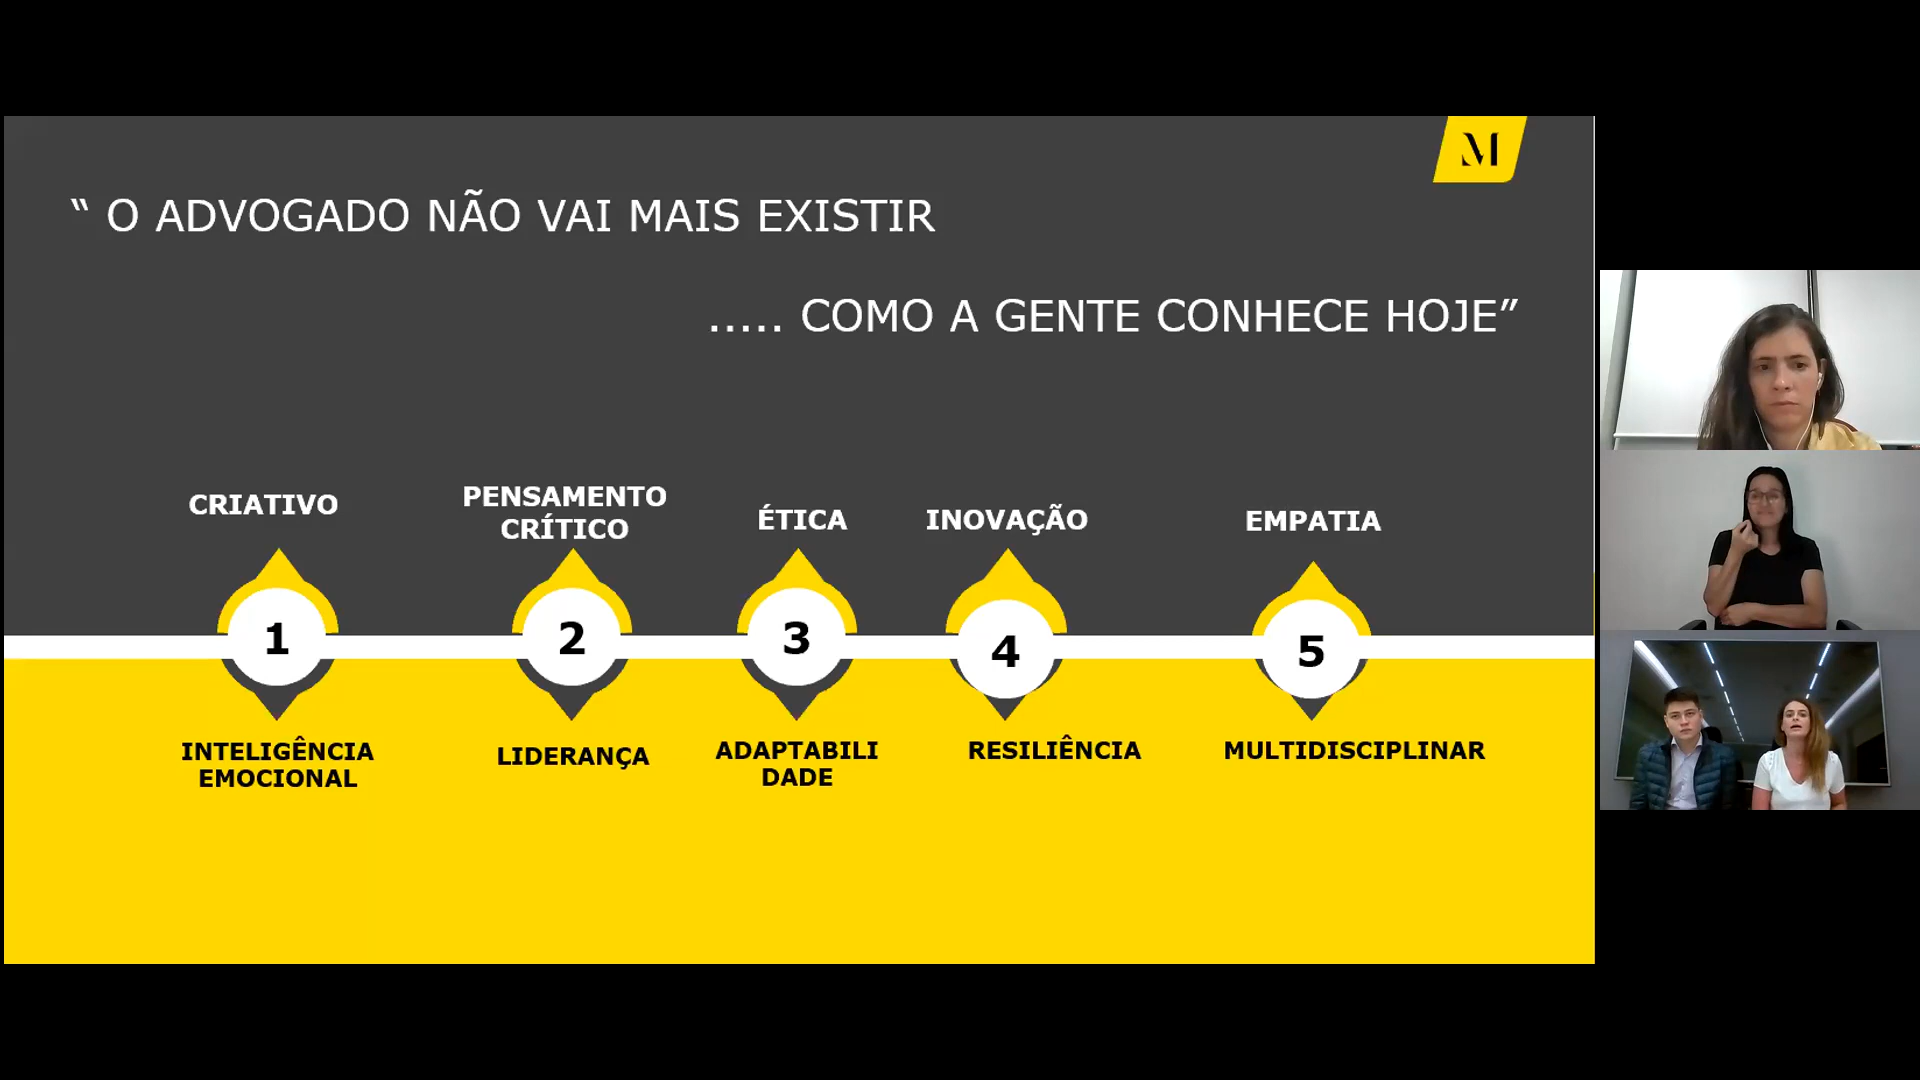 M
“ O ADVOGADO NÃO VAI MAIS EXISTIR
..... COMO A GENTE CONHECE HOJE”
CRIATIVO
PENSAMENTO
CRÍTICO
ÉTICA
INOVAÇÃO
EMPATIA
1
2
3
4
5
INTELIGÊNCIA
EMOCIONAL
LIDERANÇA
ADAPTABILI
DADE
RESILIÊNCIA
MULTIDISCIPLINAR